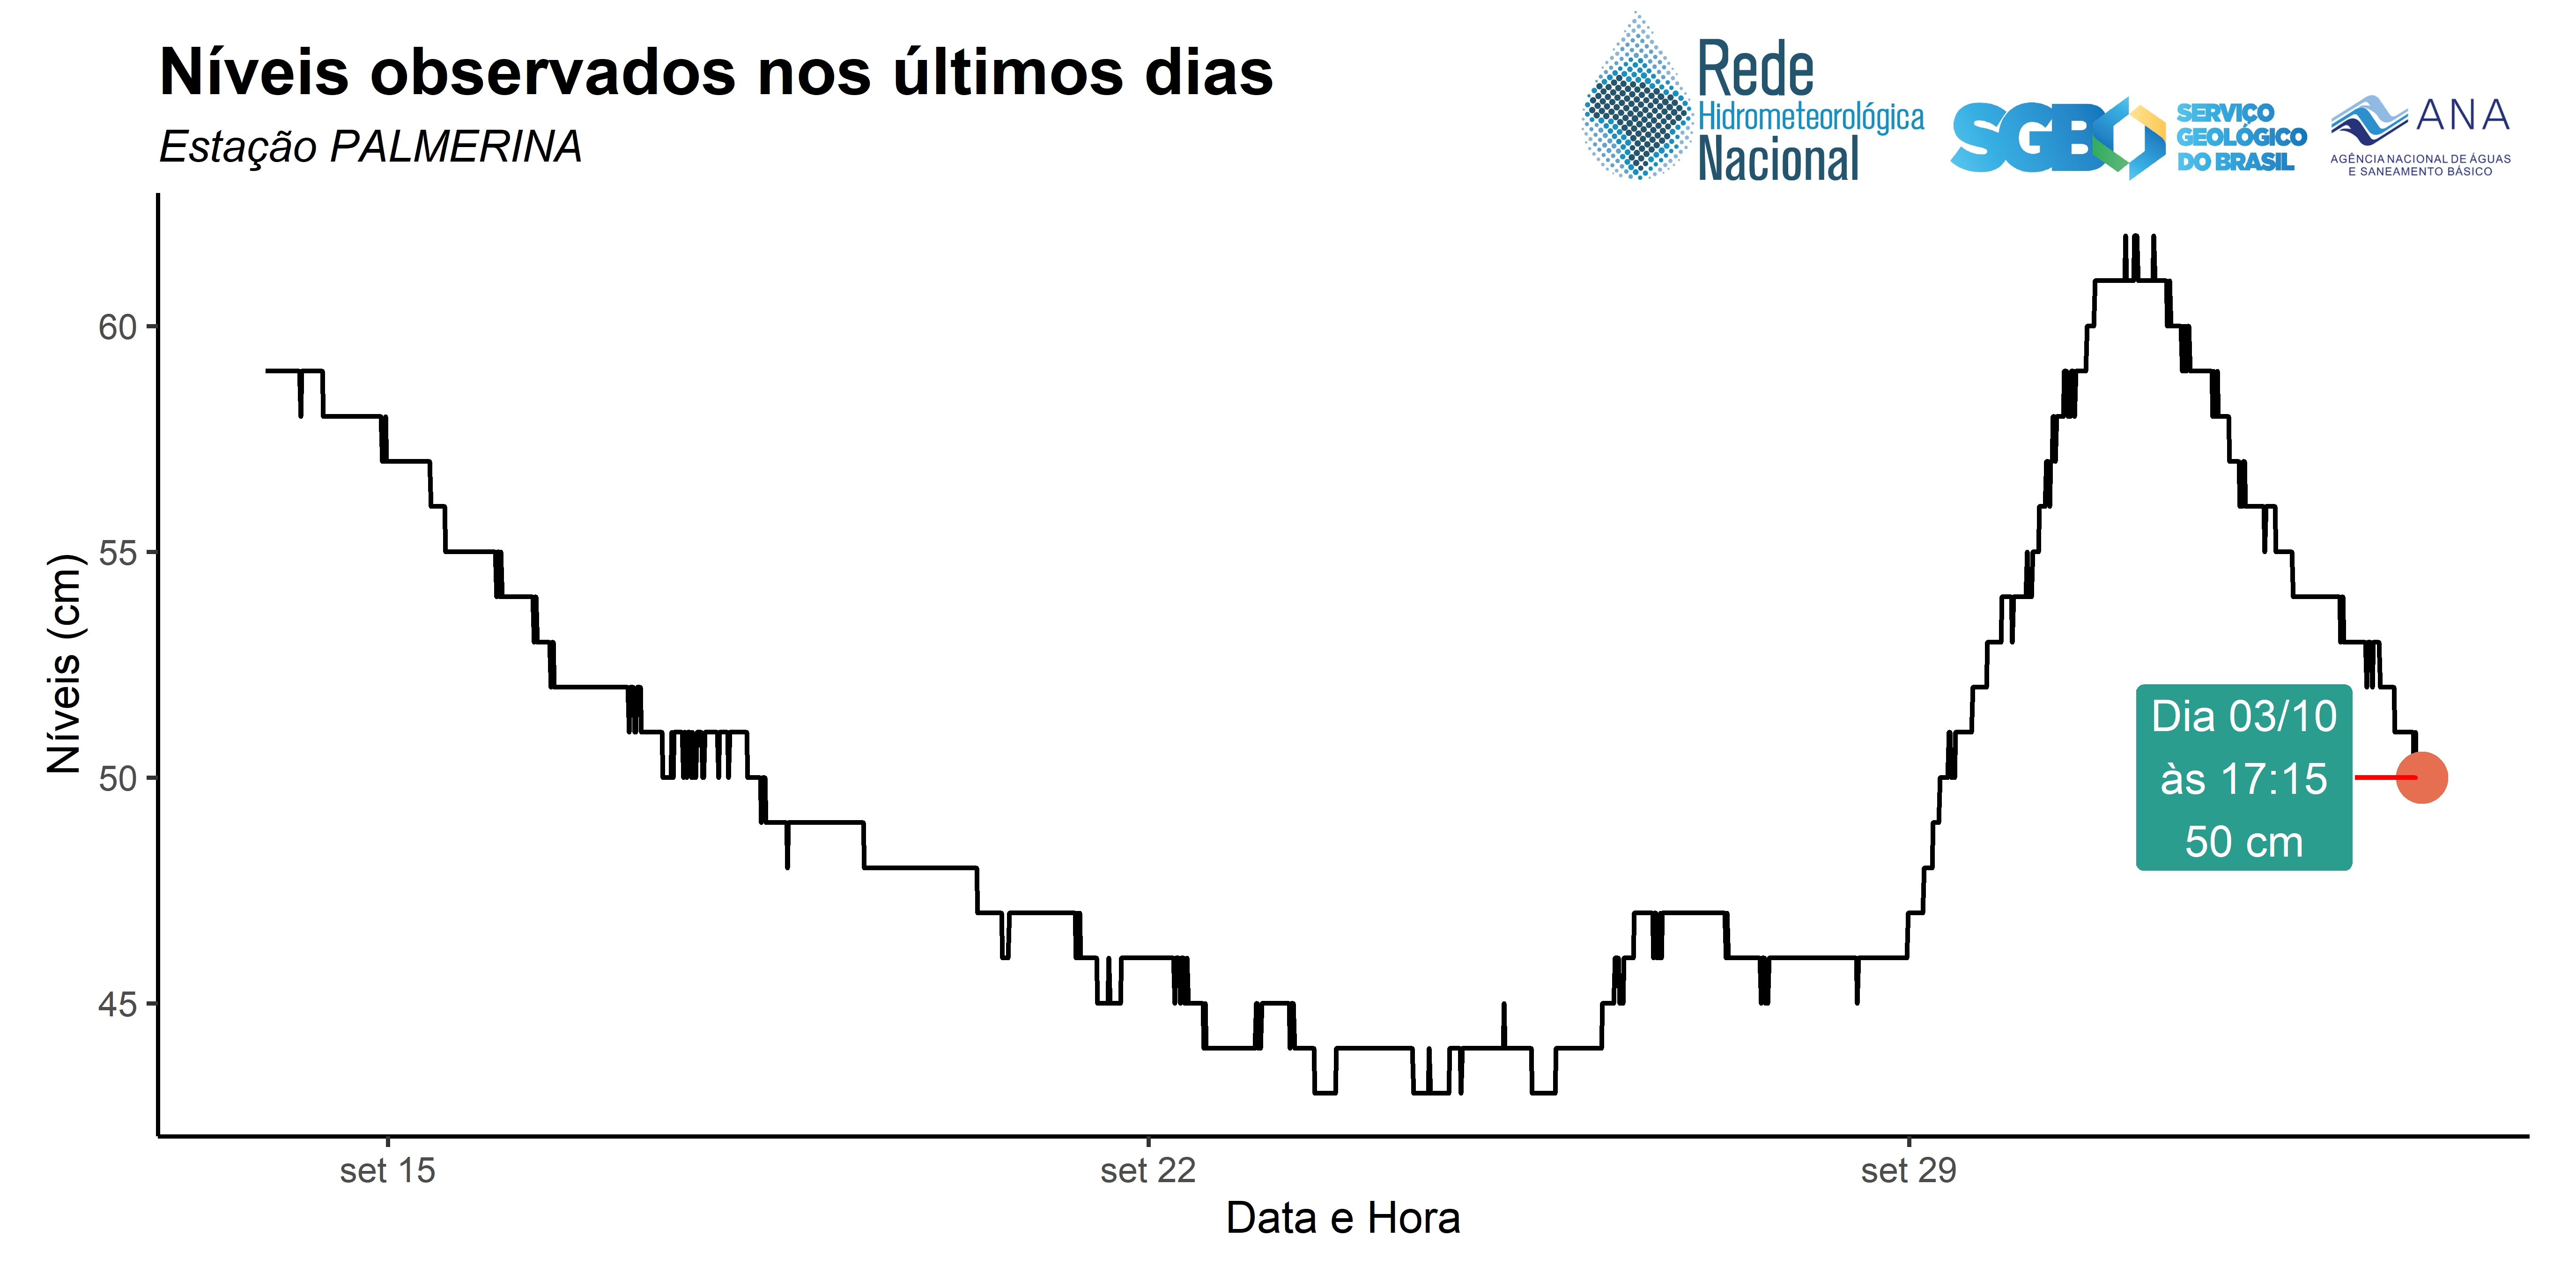 Níveis observados nos últimos dias
Estação PALMERINA
Rede
Hidrometeorológica
Nacional
SGB
SERVIÇO
GEOLÓGICO
DO BRASIL
ANA
AGÊNCIA NACIONAL DE ÁGUAS
E SANEAMENTO BÁSICO
Níveis (cm)
60
55
50
45
Dia 03/10
às 17:15
50 cm
set 15
set 22
set 29
Data e Hora